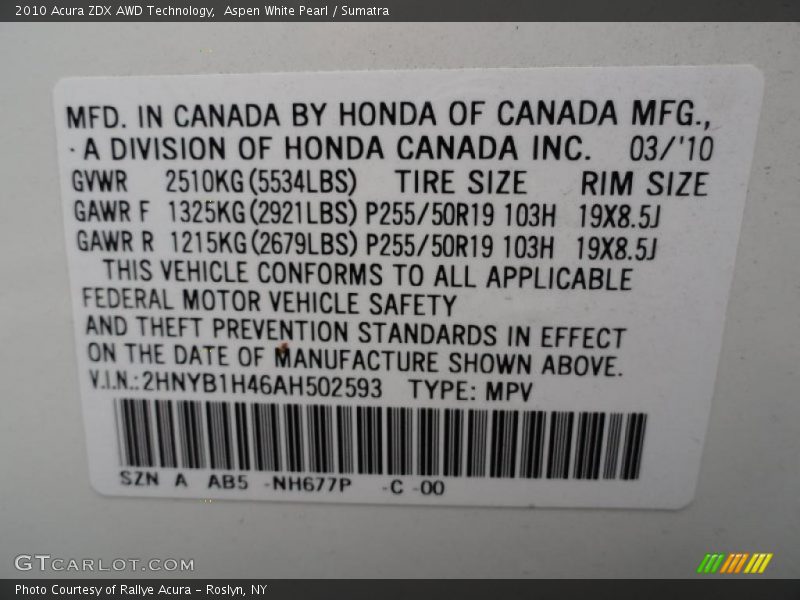 2010 Acura ZDX AWD Technology,  Aspen White Pearl / Sumatra
MFD. IN CANADA BY HONDA OF CANADA MFG.,
A DIVISION OF HONDA CANADA INC. 03/'10
GVWR 2510KG(5534LBS) TIRE SIZE RIM SIZE
GAWR F 1325KG(2921LBS) P255/50R19 103H 19X8.5J
GAWR R 1215KG(2679LBS) P255/50R19 103H 19X8.5J
THIS VEHICLE CONFORMS TO ALL APPLICABLE
FEDERAL MOTOR VEHICLE SAFETY
AND THEFT PREVENTION STANDARDS IN EFFECT
ON THE DATE OF MANUFACTURE SHOWN ABOVE.
V.I.N.:2HNYB1H46AH502593 TYPE: MPV
SZN A AB5 -NH677P -C -00
GTCARLOT.COM
Photo Courtesy of Rallye Acura – Roslyn, NY